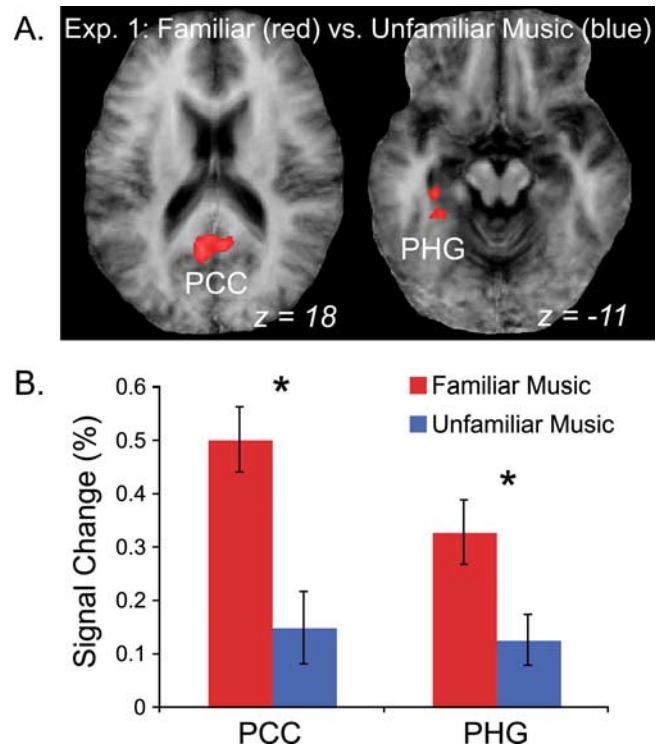 A. Exp. 1: Familiar (red) vs. Unfamiliar Music (blue)
PCC
z = 18
PHG
z = -11
B.
Signal Change (%)
0.6
0.5
0.4
0.3
0.2
0.1
0
*
*
Familiar Music
Unfamiliar Music
PCC PHG